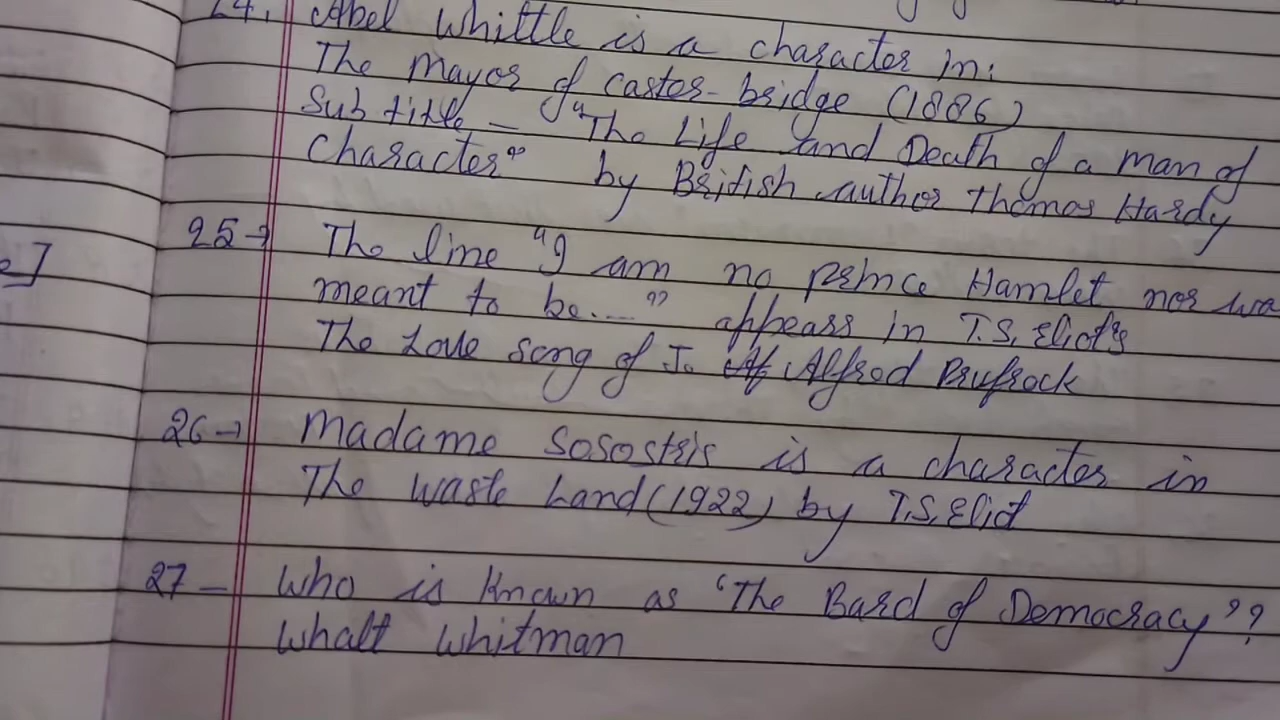 24. Abel Whittle is a character in:
The Mayor of Caster-bridge (1886)
Sub title - "The Life and Death of a man of
Character" by British author Thomas Hardy
25→ The line "I am no prince Hamlet nor was
meant to be...." appears in T.S. Eliot's
The Love song of J. Alfred Prufrock
26→ Madame Sosostris is a character in
The Waste Land (1922) by T.S. Eliot
27- Who is known as 'The Bard of Democracy'?
Whalt Whitman